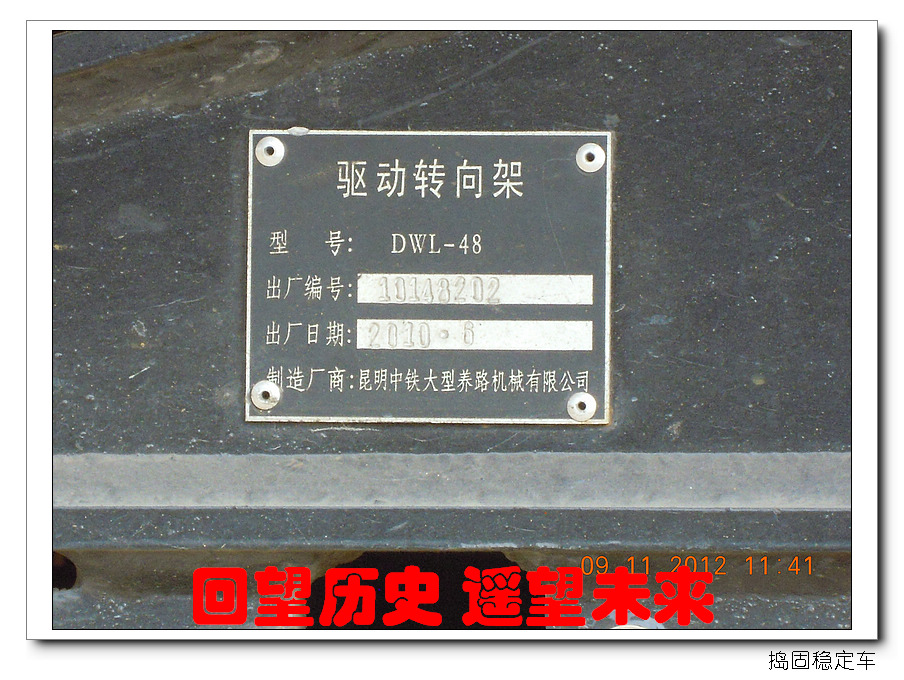 驱动转向架
型 号: DWL-48
出厂编号: 10148202
出厂日期: 2010.6
制造厂商:昆明中铁大型养路机械有限公司
09 11 2012 11:41
回望历史 遥望未来
捣固稳定车